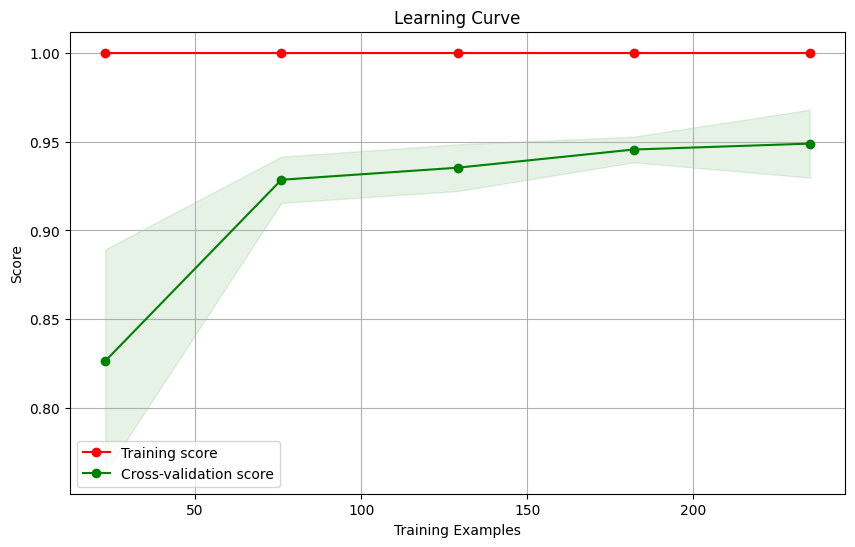 Learning Curve
1.00
0.95
0.90
0.85
0.80
Score
Training score
Cross-validation score
50
100
150
200
Training Examples